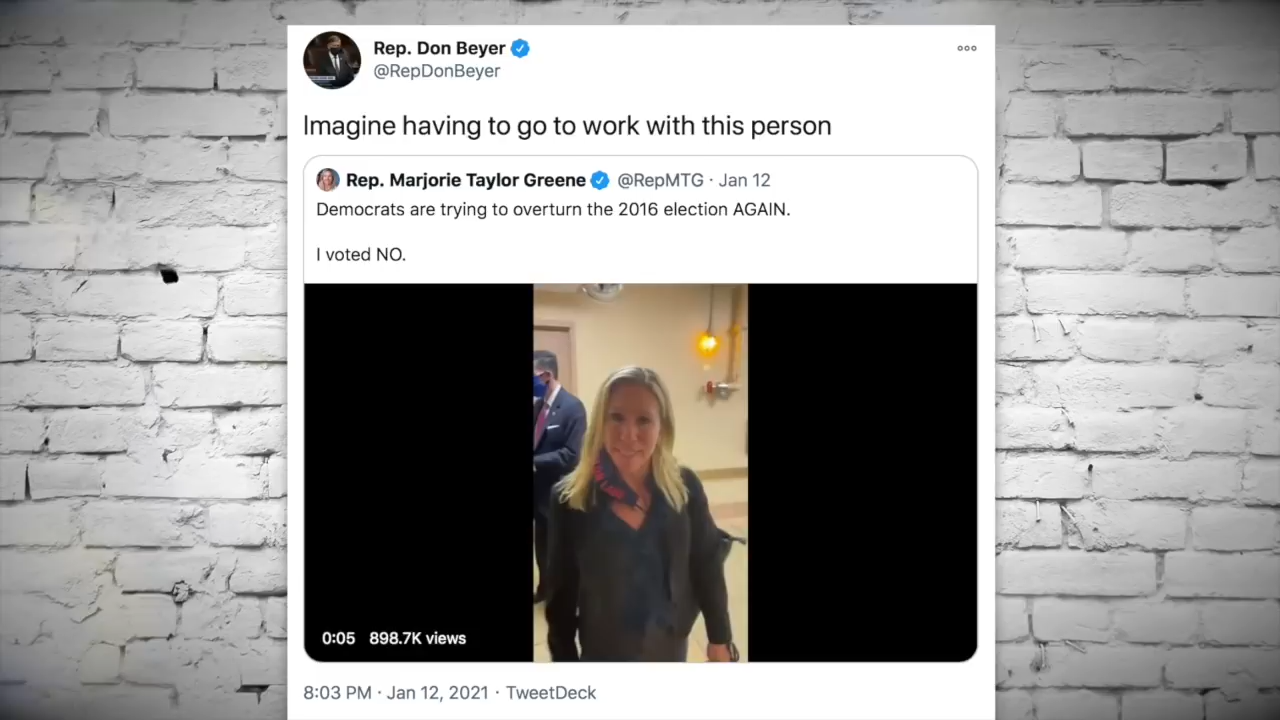 Rep. Don Beyer
@RepDonBeyer
Imagine having to go to work with this person
Rep. Marjorie Taylor Greene @RepMTG · Jan 12
Democrats are trying to overturn the 2016 election AGAIN.
I voted NO.
0:05 898.7K views
8:03 PM · Jan 12, 2021 · TweetDeck